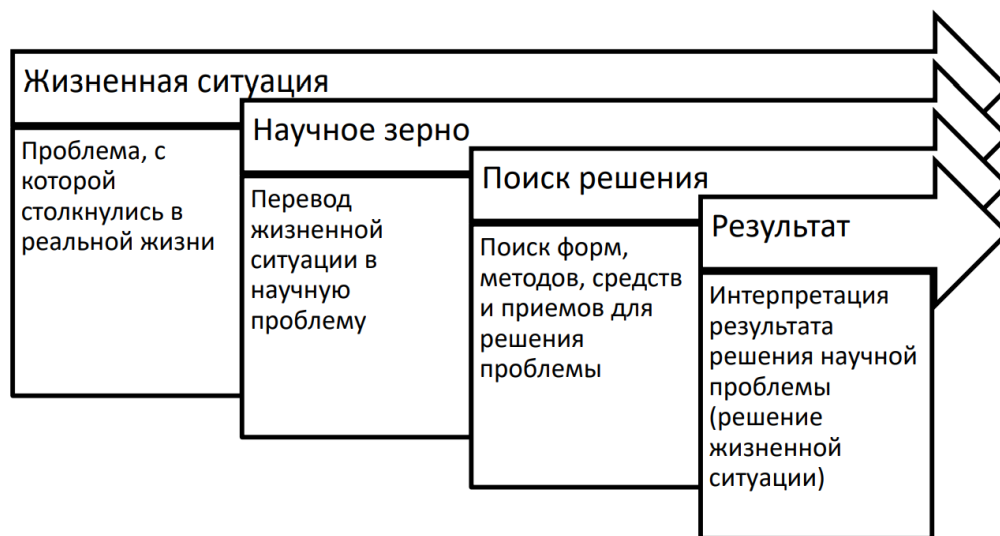 Жизненная ситуация
Проблема, с
которой
столкнулись в
реальной жизни
Научное зерно
Перевод
жизненной
ситуации в
научную
проблему
Поиск решения
Поиск форм,
методов, средств
и приемов для
решения
проблемы
Результат
Интерпретация
результата
решения научной
проблемы
(решение
жизненной
ситуации)